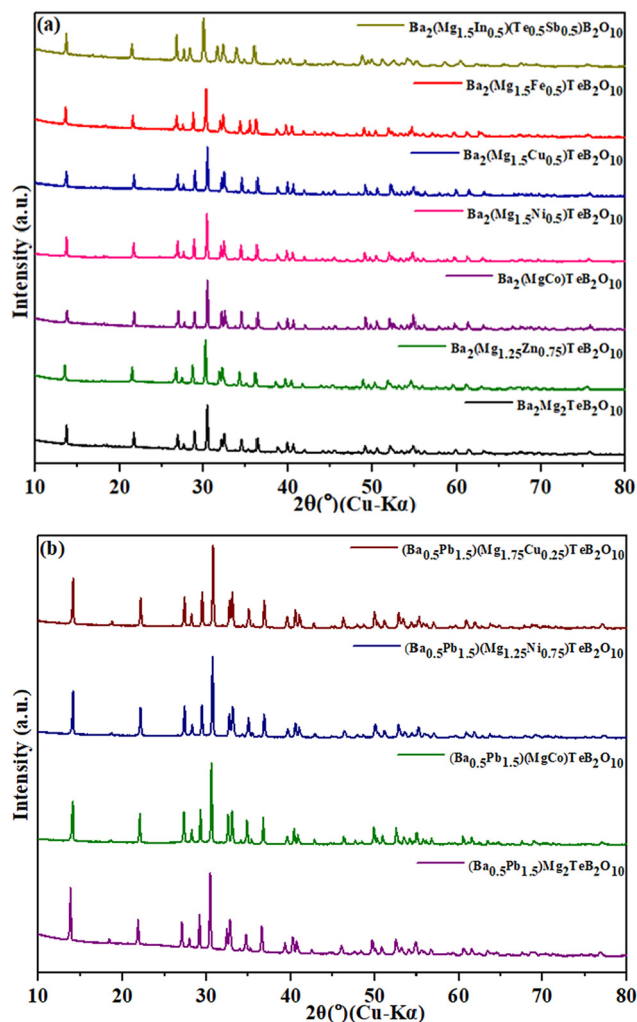 (a)
Ba2(Mg1.5In0.5)(Te0.5Sb0.5)B2O10
Ba2(Mg1.5Fe0.5)TeB2O10
Ba2(Mg1.5Cu0.5)TeB2O10
Ba2(Mg1.5Ni0.5)TeB2O10
Ba2(MgCo)TeB2O10
Ba2(Mg1.25Zn0.75)TeB2O10
Ba2Mg2TeB2O10
Intensity (a.u.)
10 20 30 40 50 60 70 80
2θ(°)(Cu-Kα)
(b)
(Ba0.5Pb1.5)(Mg1.75Cu0.25)TeB2O10
(Ba0.5Pb1.5)(Mg1.25Ni0.75)TeB2O10
(Ba0.5Pb1.5)(MgCo)TeB2O10
(Ba0.5Pb1.5)Mg2TeB2O10
Intensity (a.u.)
10 20 30 40 50 60 70 80
2θ(°)(Cu-Kα)